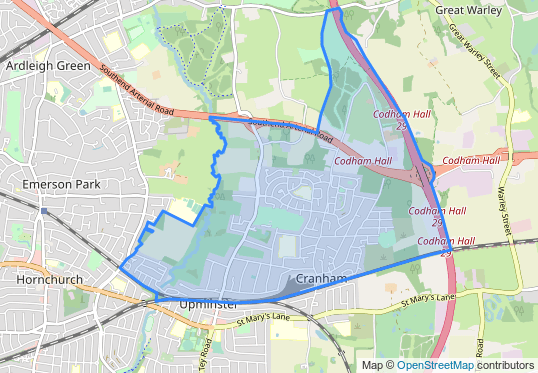 Great Warley
Ardleigh Green
Southend Arterial Road
Great Warley Street
Codham Hall
29
Southend Arterial Road
Codham Hall
Codham Hall
Emerson Park
Warley Street
Codham Hall
29
Codham Hall
29
Hornchurch
Cranham
Upminster
St Mary's Lane
St Mary's Lane
tey Road
Road
Map © OpenStreetMap contributors